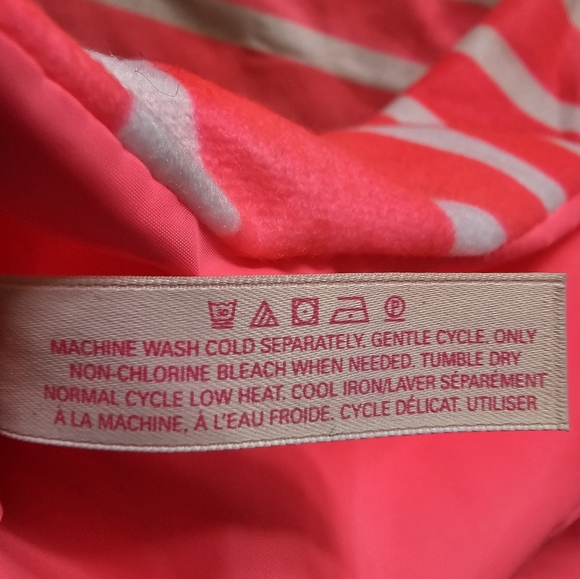 30 P
MACHINE WASH COLD SEPARATELY. GENTLE CYCLE. ONLY
NON-CHLORINE BLEACH WHEN NEEDED. TUMBLE DRY
NORMAL CYCLE LOW HEAT. COOL IRON/LAVER SÉPARÉMENT
À LA MACHINE, À L'EAU FROIDE. CYCLE DÉLICAT. UTILISER